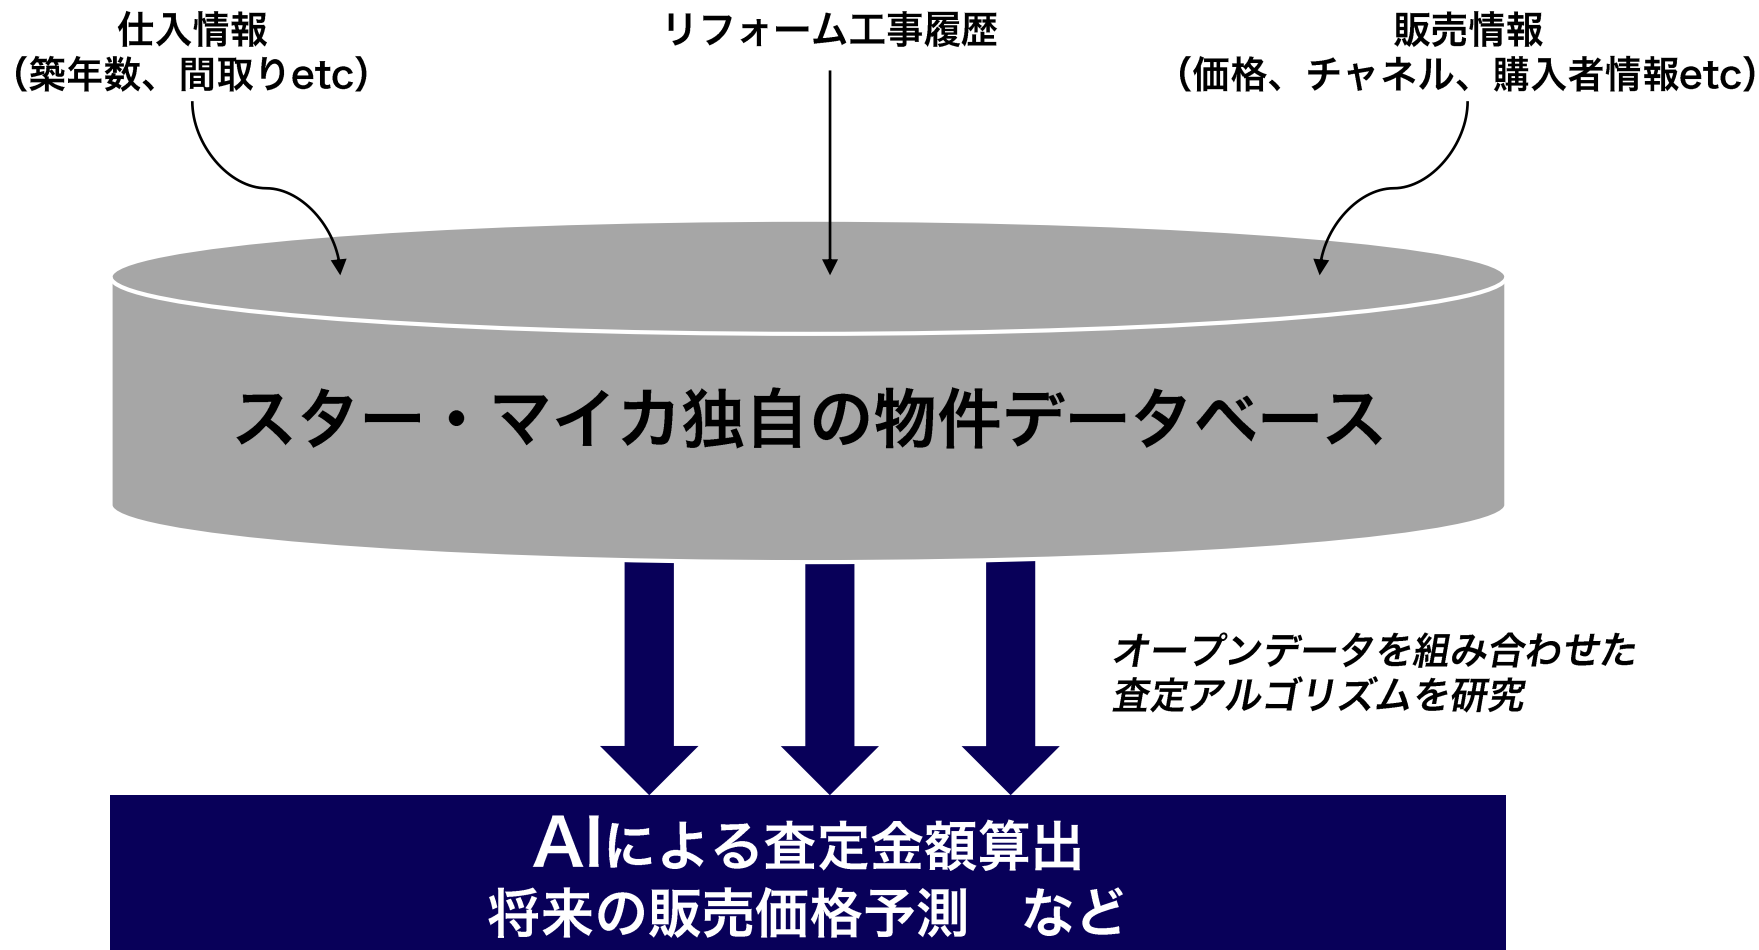 仕入情報
（築年数、間取りetc）
リフォーム工事履歴
販売情報
（価格、チャネル、購入者情報etc）
スター・マイカ独自の物件データベース
オープンデータを組み合わせた
査定アルゴリズムを研究
AIによる査定金額算出
将来の販売価格予測　など